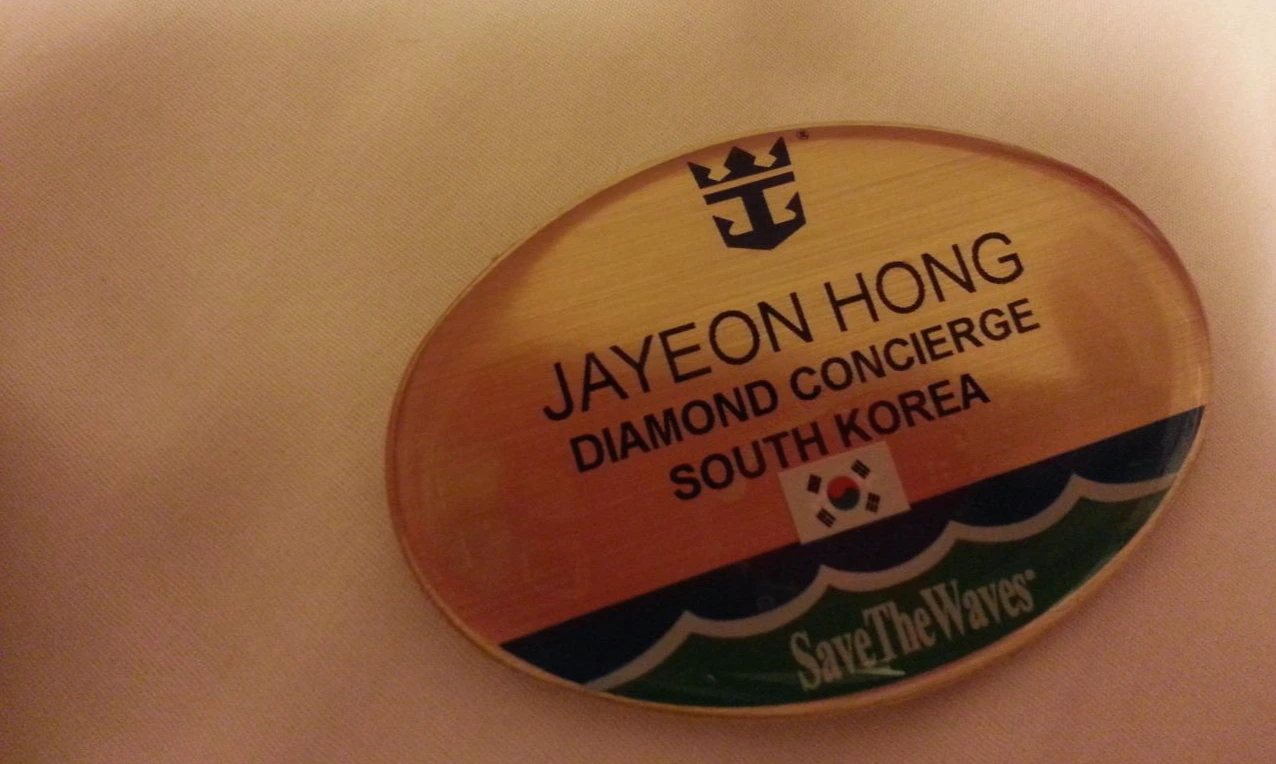 JAYEON HONG
DIAMOND CONCIERGE
SOUTH KOREA
SaveTheWaves®